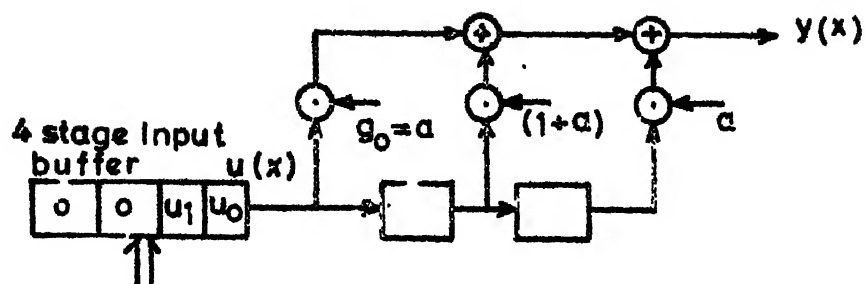 y(x)
g₀=a
(1+a)
a
4 stage Input
buffer u(x)
0 0 u₁ u₀